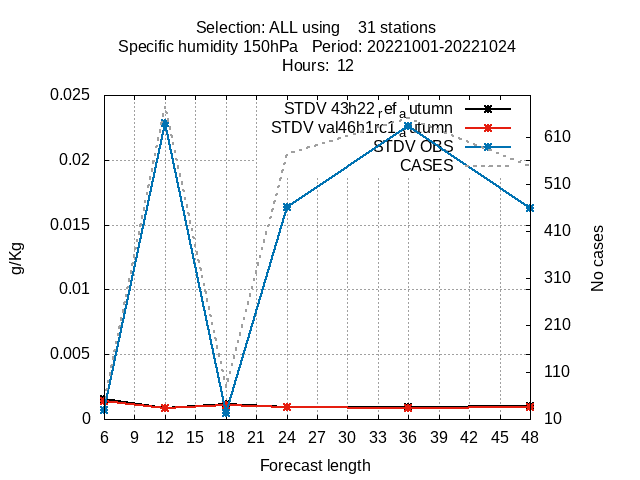 Selection: ALL using    31 stations
Specific humidity 150hPa   Period: 20221001-20221024
Hours:  12
0.025
0.02
0.015
0.01
0.005
0
g/Kg
STDV 43h22_ref_autumn
STDV val46h1rc1_autumn
STDV OBS
CASES
610
510
410
310
210
110
10
No cases
6 9 12 15 18 21 24 27 30 33 36 39 42 45 48
Forecast length